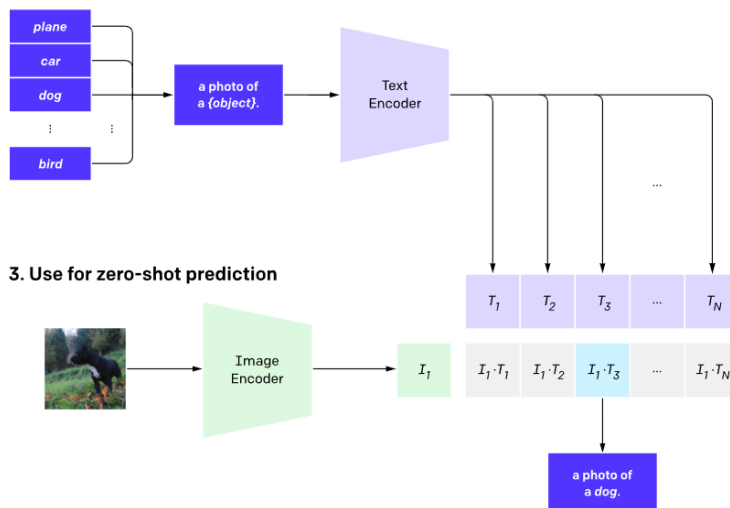 plane
car
dog
⋮ ⋮
bird
a photo of
a {object}.
Text
Encoder
...
3. Use for zero-shot prediction
T1 T2 T3 ... TN
Image
Encoder
I1
I1·T1 I1·T2 I1·T3 ... I1·TN
a photo of
a dog.